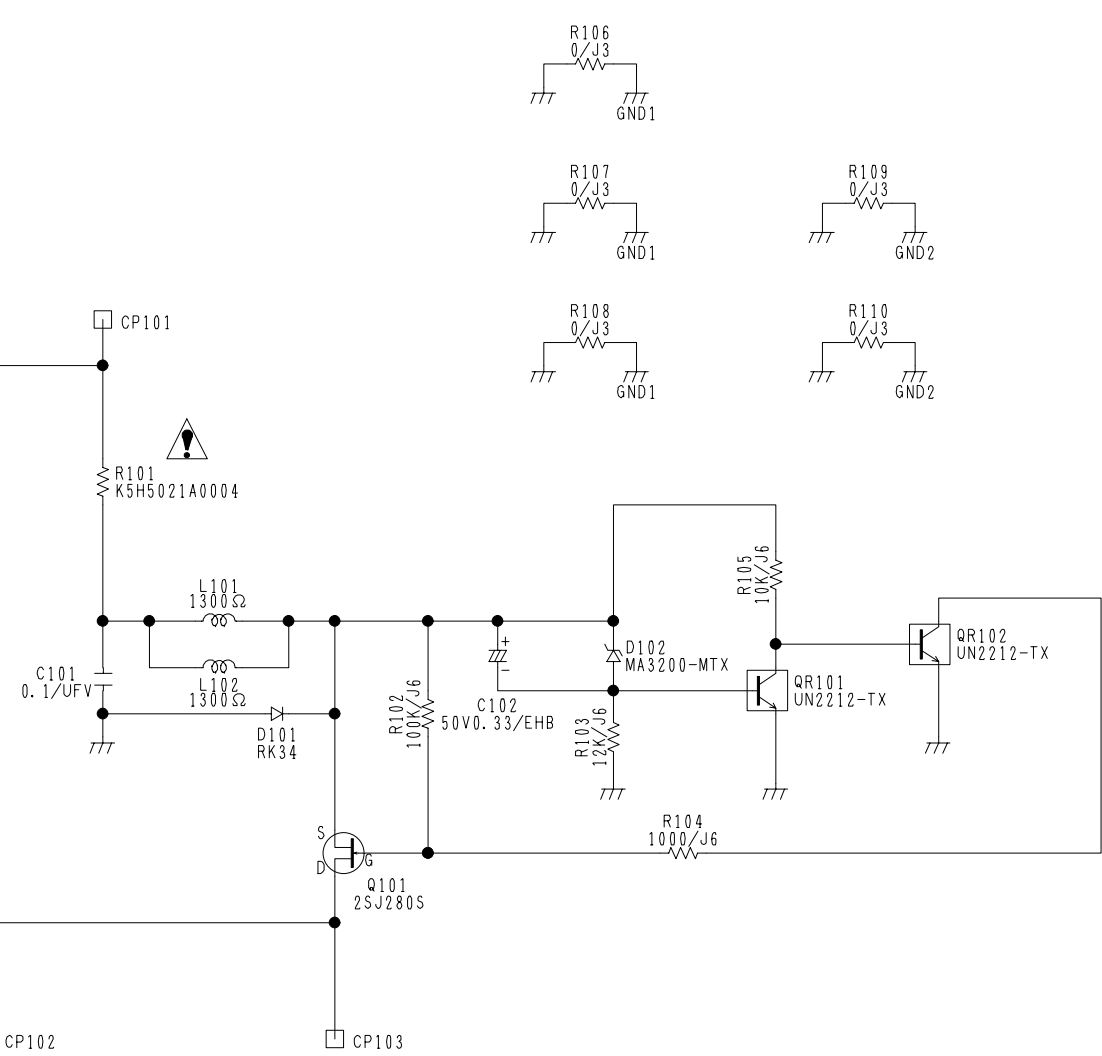 R106
0/J3
GND1
R107
0/J3
GND1
R109
0/J3
GND2
R108
0/J3
GND1
R110
0/J3
GND2
CP101
R101
K5H5021A0004
L101
1300Ω
L102
1300Ω
C101
0.1/UFV
D101
RK34
R102
100K/J6
+
-
C102
50V0.33/EHB
D102
MA3200-MTX
R103
12K/J6
R105
10K/J6
QR101
UN2212-TX
QR102
UN2212-TX
R104
1000/J6
S
D
G
Q101
2SJ280S
CP102
CP103